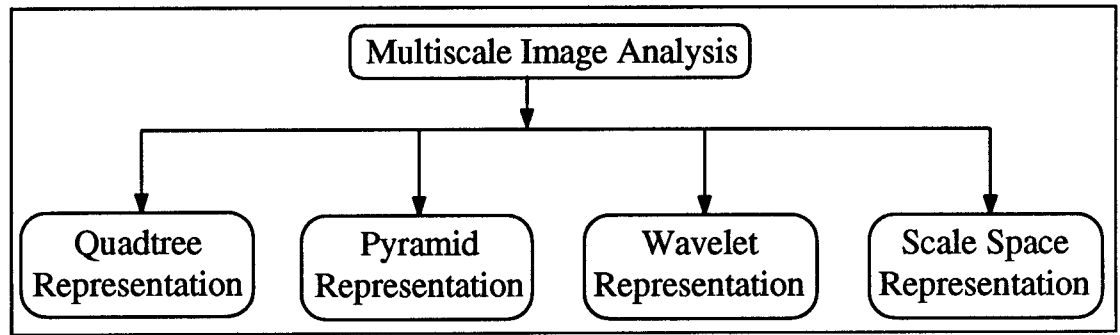 Multiscale Image Analysis
Quadtree
Representation
Pyramid
Representation
Wavelet
Representation
Scale Space
Representation